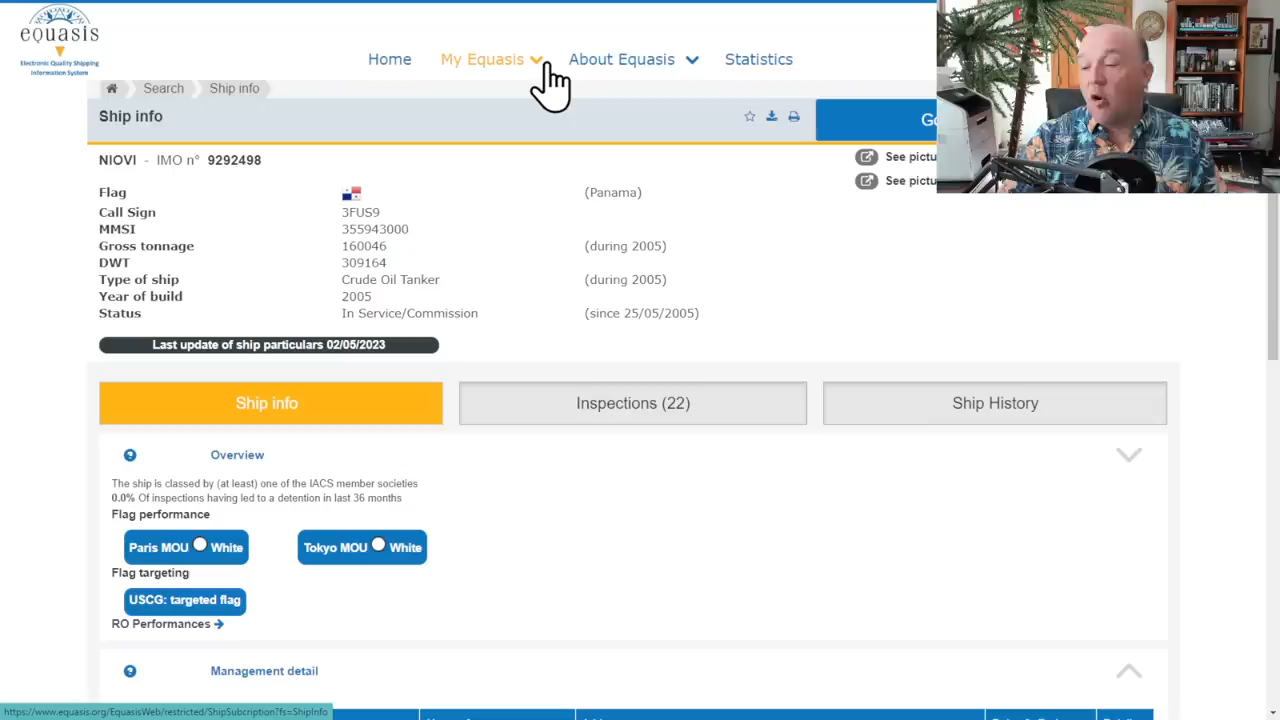 equasis
Electronic Quality Shipping
Information System
Home My Equasis About Equasis Statistics
Search Ship info
Ship info
Go
NIOVI - IMO n° 9292498
See pictu
See pictu
Flag (Panama)
Call Sign 3FUS9
MMSI 355943000
Gross tonnage 160046 (during 2005)
DWT 309164
Type of ship Crude Oil Tanker (during 2005)
Year of build 2005
Status In Service/Commission (since 25/05/2005)
Last update of ship particulars 02/05/2023
Ship info Inspections (22) Ship History
Overview
The ship is classed by (at least) one of the IACS member societies
0.0% Of inspections having led to a detention in last 36 months
Flag performance
Paris MOU White Tokyo MOU White
Flag targeting
USCG: targeted flag
RO Performances
Management detail
https://www.equasis.org/EquasisWeb/restricted/ShipSubcription?fs=ShipInfo